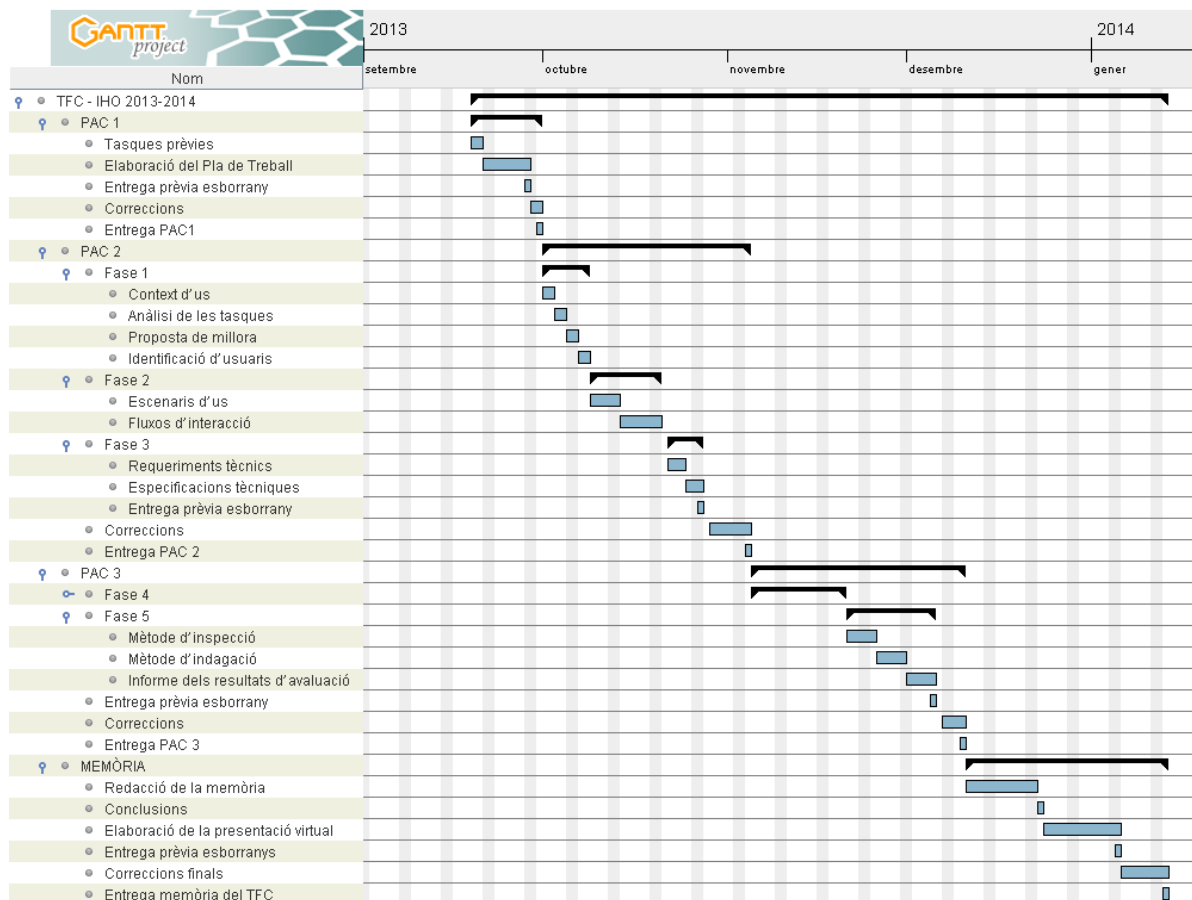 GANTT
project
2013
2014
Nom
setembre
octubre
novembre
desembre
gener
TFC - IHO 2013-2014
PAC 1
Tasques prèvies
Elaboració del Pla de Treball
Entrega prèvia esborrany
Correccions
Entrega PAC1
PAC 2
Fase 1
Context d'us
Anàlisi de les tasques
Proposta de millora
Identificació d'usuaris
Fase 2
Escenaris d'us
Fluxos d'interacció
Fase 3
Requeriments tècnics
Especificacions tècniques
Entrega prèvia esborrany
Correccions
Entrega PAC 2
PAC 3
Fase 4
Fase 5
Mètode d'inspecció
Mètode d'indagació
Informe dels resultats d'avaluació
Entrega prèvia esborrany
Correccions
Entrega PAC 3
MEMÒRIA
Redacció de la memòria
Conclusions
Elaboració de la presentació virtual
Entrega prèvia esborranys
Correccions finals
Entrega memòria del TFC